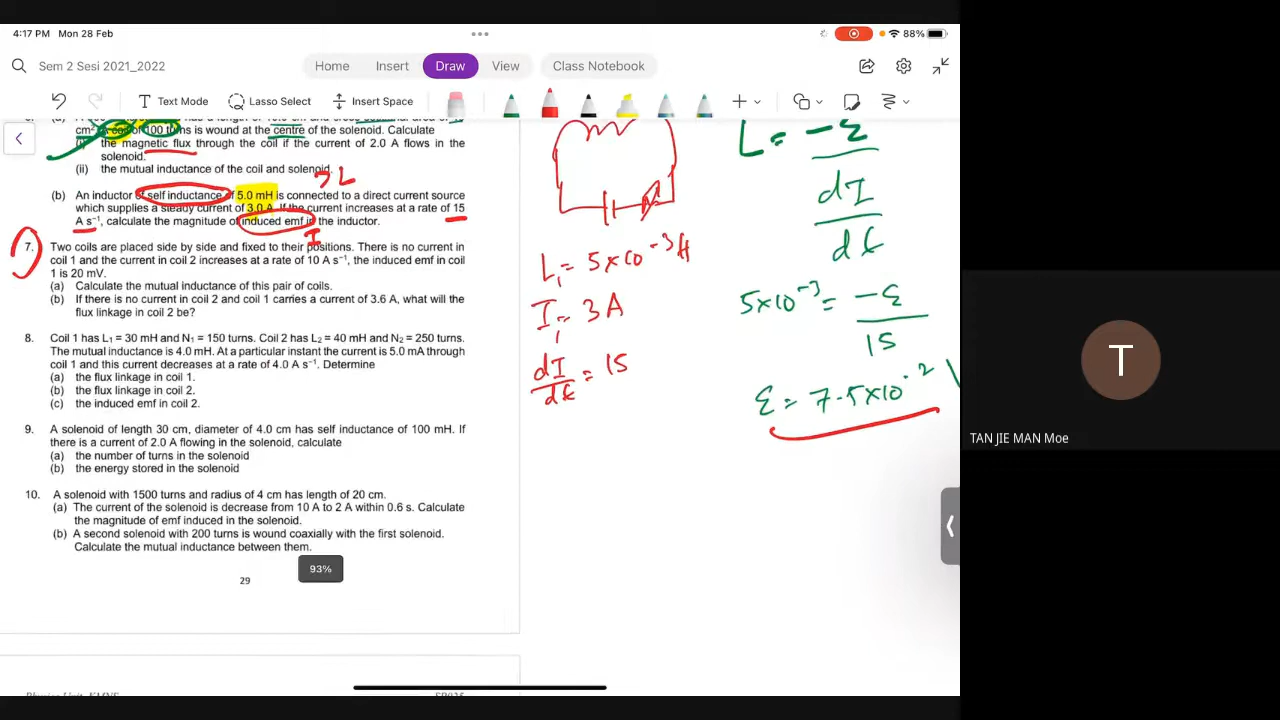 4:17 PM Mon 28 Feb
88%
Sem 2 Sesi 2021_2022
Home
Insert
Draw
View
Class Notebook
Text Mode
Lasso Select
Insert Space
cm². A coil of 100 turns is wound at the centre of the solenoid. Calculate
(i) the magnetic flux through the coil if the current of 2.0 A flows in the
solenoid.
(ii) the mutual inductance of the coil and solenoid.
→ L
(b) An inductor of self inductance of 5.0 mH is connected to a direct current source
which supplies a steady current of 3.0 A. If the current increases at a rate of 15
A s⁻¹, calculate the magnitude of induced emf in the inductor.
I
7. Two coils are placed side by side and fixed to their positions. There is no current in
coil 1 and the current in coil 2 increases at a rate of 10 A s⁻¹, the induced emf in coil
1 is 20 mV.
(a) Calculate the mutual inductance of this pair of coils.
(b) If there is no current in coil 2 and coil 1 carries a current of 3.6 A, what will the
flux linkage in coil 2 be?
8. Coil 1 has L₁ = 30 mH and N₁ = 150 turns. Coil 2 has L₂ = 40 mH and N₂ = 250 turns.
The mutual inductance is 4.0 mH. At a particular instant the current is 5.0 mA through
coil 1 and this current decreases at a rate of 4.0 A s⁻¹. Determine
(a) the flux linkage in coil 1.
(b) the flux linkage in coil 2.
(c) the induced emf in coil 2.
9. A solenoid of length 30 cm, diameter of 4.0 cm has self inductance of 100 mH. If
there is a current of 2.0 A flowing in the solenoid, calculate
(a) the number of turns in the solenoid
(b) the energy stored in the solenoid
10. A solenoid with 1500 turns and radius of 4 cm has length of 20 cm.
(a) The current of the solenoid is decrease from 10 A to 2 A within 0.6 s. Calculate
the magnitude of emf induced in the solenoid.
(b) A second solenoid with 200 turns is wound coaxially with the first solenoid.
Calculate the mutual inductance between them.
29
93%
L₁ = 5×10⁻³ H
I₁ = 3 A
dI/dt = 15
L = -ε
dI
dt
5×10⁻³ = -ε
15
ε = 7.5×10⁻²
T
TAN JIE MAN Moe